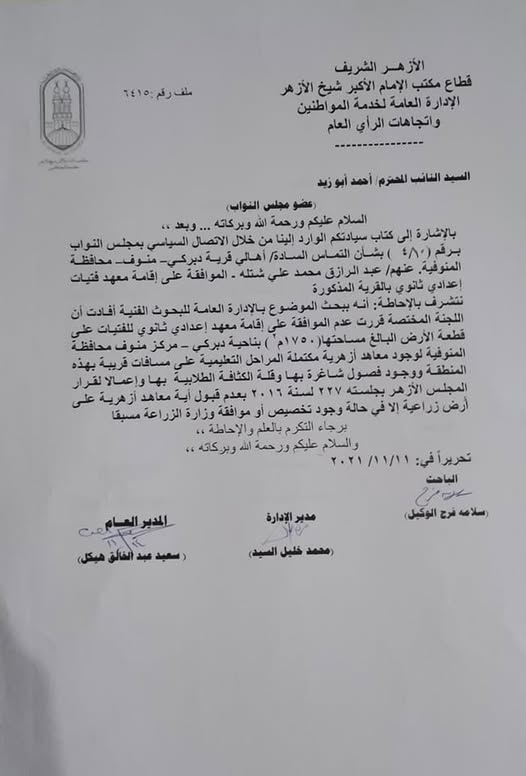 الأزهـــر الشريف
قطاع مكتب الإمام الأكبر شيخ الأزهر
الإدارة العامة لخدمة المواطنين
واتجاهات الرأي العام
ملف رقم :٦٤١٥
السيد النائب المحترم/ أحمد أبو زيد
(عضو مجلس النواب)
السلام عليكم ورحمة الله وبركاته ... وبعد ،،
بالإشارة إلى كتاب سيادتكم الوارد إلينا من خلال الاتصال السياسي بمجلس النواب
برقم (٤/١٠ ) بشأن التماس السادة/ أهالي قرية دبركي– منوف– محافظة
المنوفية. عنهم/ عبد الرازق محمد علي شتله - الموافقة على إقامة معهد فتيات
إعدادي ثانوي بالقرية المذكورة
نتشرف بالإحاطة: أنه ببحث الموضوع بالإدارة العامة للبحوث الفنية أفادت أن
اللجنة المختصة قررت عدم الموافقة على إقامة معهد إعدادي ثانوي للفتيات على
قطعة الأرض البالغ مساحتها(١٧٥٠م٢) بناحية دبركي – مركز منوف محافظة
المنوفية لوجود معاهد أزهرية مكتملة المراحل التعليمية على مسافات قريبة بهذه
المنطقة ووجود فصول شاغرة بها وقلة الكثافة الطلابية بها وإعمالا لقرار
المجلس الأزهر بجلسته ٢٢٧ لسنة ٢٠١٦ بعدم قبول أية معاهد أزهرية على
أرض زراعية إلا في حالة وجود تخصيص أو موافقة وزارة الزراعة مسبقا
برجاء التكرم بالعلم والإحاطة ،،
والسلام عليكم ورحمة الله وبركاته ،،
تحريراً في: ٢٠٢١/١١/١١
الباحث
(سلامه فرج الوكيل)
مدير الإدارة
(محمد خليل السيد)
المدير العام
(سعيد عبد الخالق هيكل)